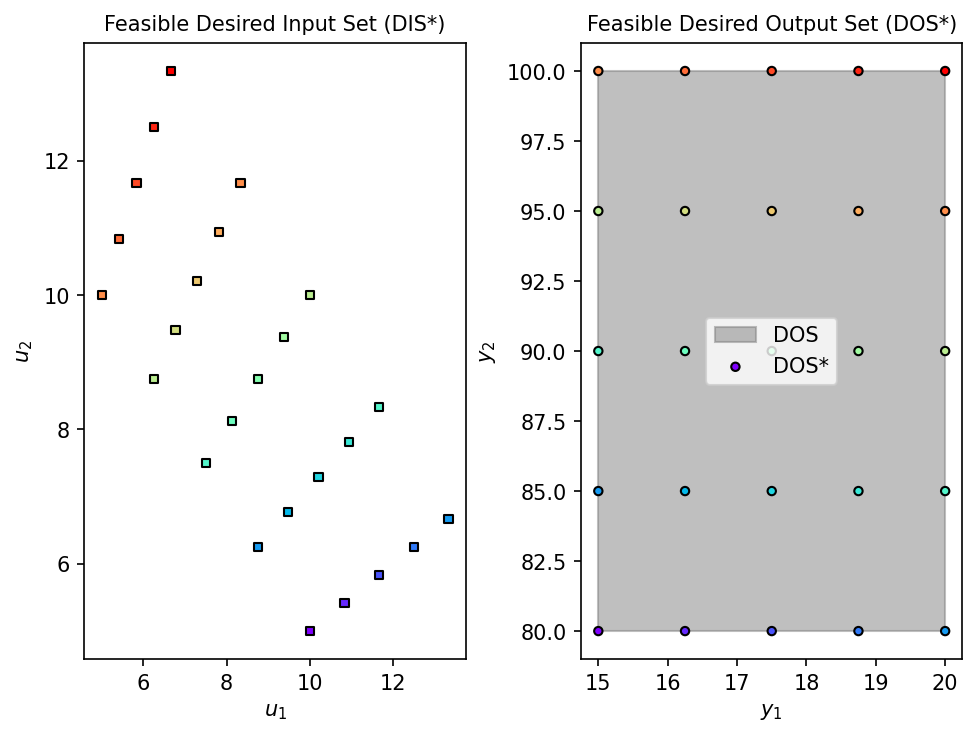 Feasible Desired Input Set (DIS*)
12
10
8
6
u₂
6
8
10
12
u₁
Feasible Desired Output Set (DOS*)
100.0
97.5
95.0
92.5
90.0
87.5
85.0
82.5
80.0
y₂
DOS
DOS*
15
16
17
18
19
20
y₁